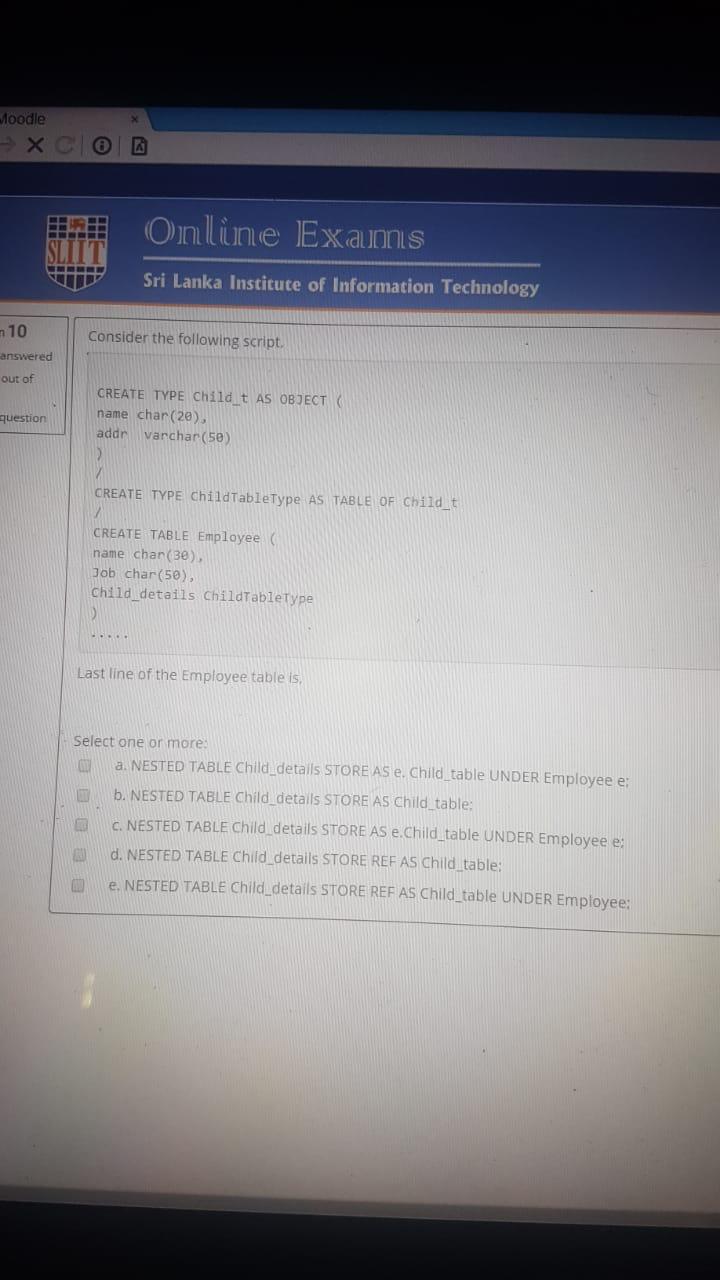 Moodle
SLIIT
Online Exams
Sri Lanka Institute of Information Technology
10
answered
out of
question
Consider the following script.
CREATE TYPE Child_t AS OBJECT (
name char(20),
addr varchar(50)
)
/
CREATE TYPE ChildTableType AS TABLE OF Child_t
/
CREATE TABLE Employee (
name char(30),
Job char(50),
Child_details ChildTableType
)
.....
Last line of the Employee table is,
Select one or more:
a. NESTED TABLE Child_details STORE AS e. Child_table UNDER Employee e;
b. NESTED TABLE Child_details STORE AS Child_table;
c. NESTED TABLE Child_details STORE AS e.Child_table UNDER Employee e;
d. NESTED TABLE Child_details STORE REF AS Child_table;
e. NESTED TABLE Child_details STORE REF AS Child_table UNDER Employee;